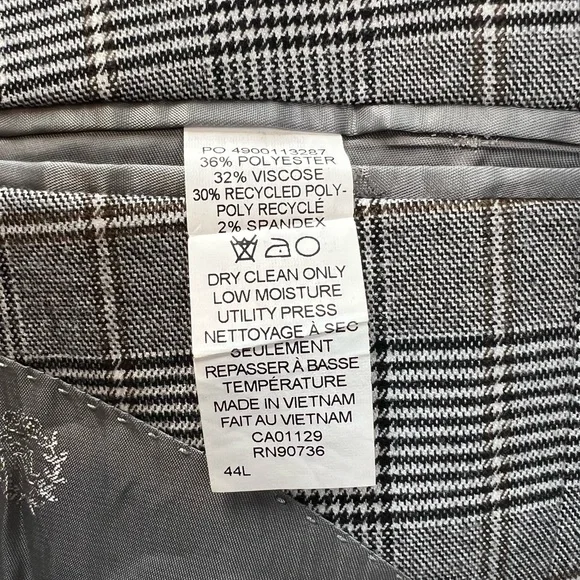 PO 4900113287
36% POLYESTER
32% VISCOSE
30% RECYCLED POLY-
POLY RECYCLÉ
2% SPANDEX
DRY CLEAN ONLY
LOW MOISTURE
UTILITY PRESS
NETTOYAGE À SEC
SEULEMENT
REPASSER À BASSE
TEMPÉRATURE
MADE IN VIETNAM
FAIT AU VIETNAM
CA01129
RN90736
44L